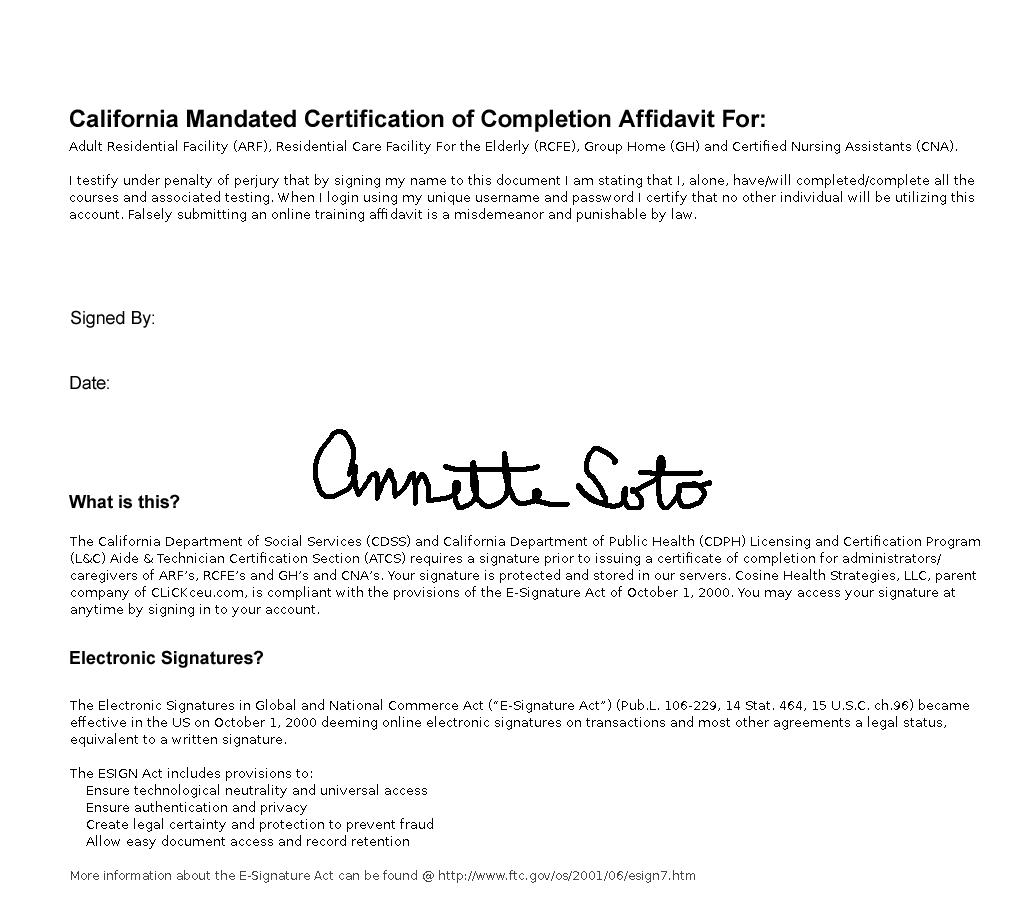 California Mandated Certification of Completion Affidavit For:
Adult Residential Facility (ARF), Residential Care Facility For the Elderly (RCFE), Group Home (GH) and Certified Nursing Assistants (CNA).
I testify under penalty of perjury that by signing my name to this document I am stating that I, alone, have/will completed/complete all the
courses and associated testing. When I login using my unique username and password I certify that no other individual will be utilizing this
account. Falsely submitting an online training affidavit is a misdemeanor and punishable by law.
Signed By:
Date:
Annette Soto
What is this?
The California Department of Social Services (CDSS) and California Department of Public Health (CDPH) Licensing and Certification Program
(L&C) Aide & Technician Certification Section (ATCS) requires a signature prior to issuing a certificate of completion for administrators/
caregivers of ARF's, RCFE's and GH's and CNA's. Your signature is protected and stored in our servers. Cosine Health Strategies, LLC, parent
company of CLiCKceu.com, is compliant with the provisions of the E-Signature Act of October 1, 2000. You may access your signature at
anytime by signing in to your account.
Electronic Signatures?
The Electronic Signatures in Global and National Commerce Act (“E-Signature Act”) (Pub.L. 106-229, 14 Stat. 464, 15 U.S.C. ch.96) became
effective in the US on October 1, 2000 deeming online electronic signatures on transactions and most other agreements a legal status,
equivalent to a written signature.
The ESIGN Act includes provisions to:
Ensure technological neutrality and universal access
Ensure authentication and privacy
Create legal certainty and protection to prevent fraud
Allow easy document access and record retention
More information about the E-Signature Act can be found @ http://www.ftc.gov/os/2001/06/esign7.htm